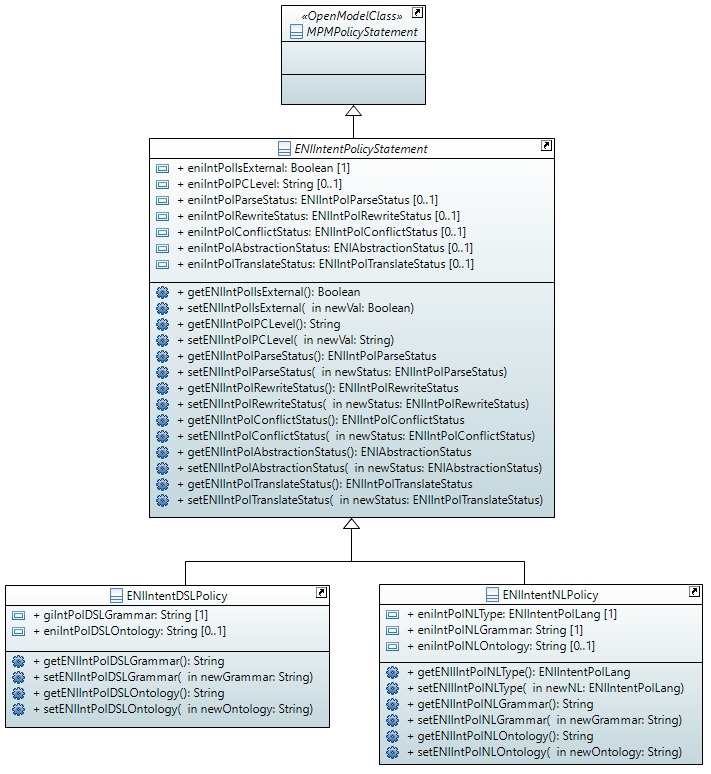 «OpenModelClass»
MPMPolicyStatement
ENIIntentPolicyStatement
+ eniIntPolIsExternal: Boolean [1]
+ eniIntPolPCLevel: String [0..1]
+ eniIntPolParseStatus: ENIIntPolParseStatus [0..1]
+ eniIntPolRewriteStatus: ENIIntPolRewriteStatus [0..1]
+ eniIntPolConflictStatus: ENIIntPolConflictStatus [0..1]
+ eniIntPolAbstractionStatus: ENIAbstractionStatus [0..1]
+ eniIntPolTranslateStatus: ENIIntPolTranslateStatus [0..1]
+ getENIIntPolIsExternal(): Boolean
+ setENIIntPolIsExternal( in newVal: Boolean)
+ getENIIntPolPCLevel(): String
+ setENIIntPolPCLevel( in newVal: String)
+ getENIIntPolParseStatus(): ENIIntPolParseStatus
+ setENIIntPolParseStatus( in newStatus: ENIIntPolParseStatus)
+ getENIIntPolRewriteStatus(): ENIIntPolRewriteStatus
+ setENIIntPolRewriteStatus( in newStatus: ENIIntPolRewriteStatus)
+ getENIIntPolConflictStatus(): ENIIntPolConflictStatus
+ setENIIntPolConflictStatus( in newStatus: ENIIntPolConflictStatus)
+ getENIIntPolAbstractionStatus(): ENIAbstractionStatus
+ setENIIntPolAbstractionStatus( in newStatus: ENIAbstractionStatus)
+ getENIIntPolTranslateStatus(): ENIIntPolTranslateStatus
+ setENIIntPolTranslateStatus( in newStatus: ENIIntPolTranslateStatus)
ENIIntentDSLPolicy
+ giIntPolDSLGrammar: String [1]
+ eniIntPolDSLOntology: String [0..1]
+ getENIIntPolDSLGrammar(): String
+ setENIIntPolDSLGrammar( in newGrammar: String)
+ getENIIntPolDSLOntology(): String
+ setENIIntPolDSLOntology( in newOntology: String)
ENIIntentNLPolicy
+ eniIntPolNLType: ENIIntentPolLang [1]
+ eniIntPolNLGrammar: String [1]
+ eniIntPolNLOntology: String [0..1]
+ getENIIIntPolNLType(): ENIIntentPolLang
+ setENIIIntPolNLType( in newNL: ENIIntentPolLang)
+ getENIIntPolNLGrammar(): String
+ setENIIntPolNLGrammar( in newGrammar: String)
+ getENIIntPolNLOntology(): String
+ setENIIntPolNLOntology( in newOntology: String)